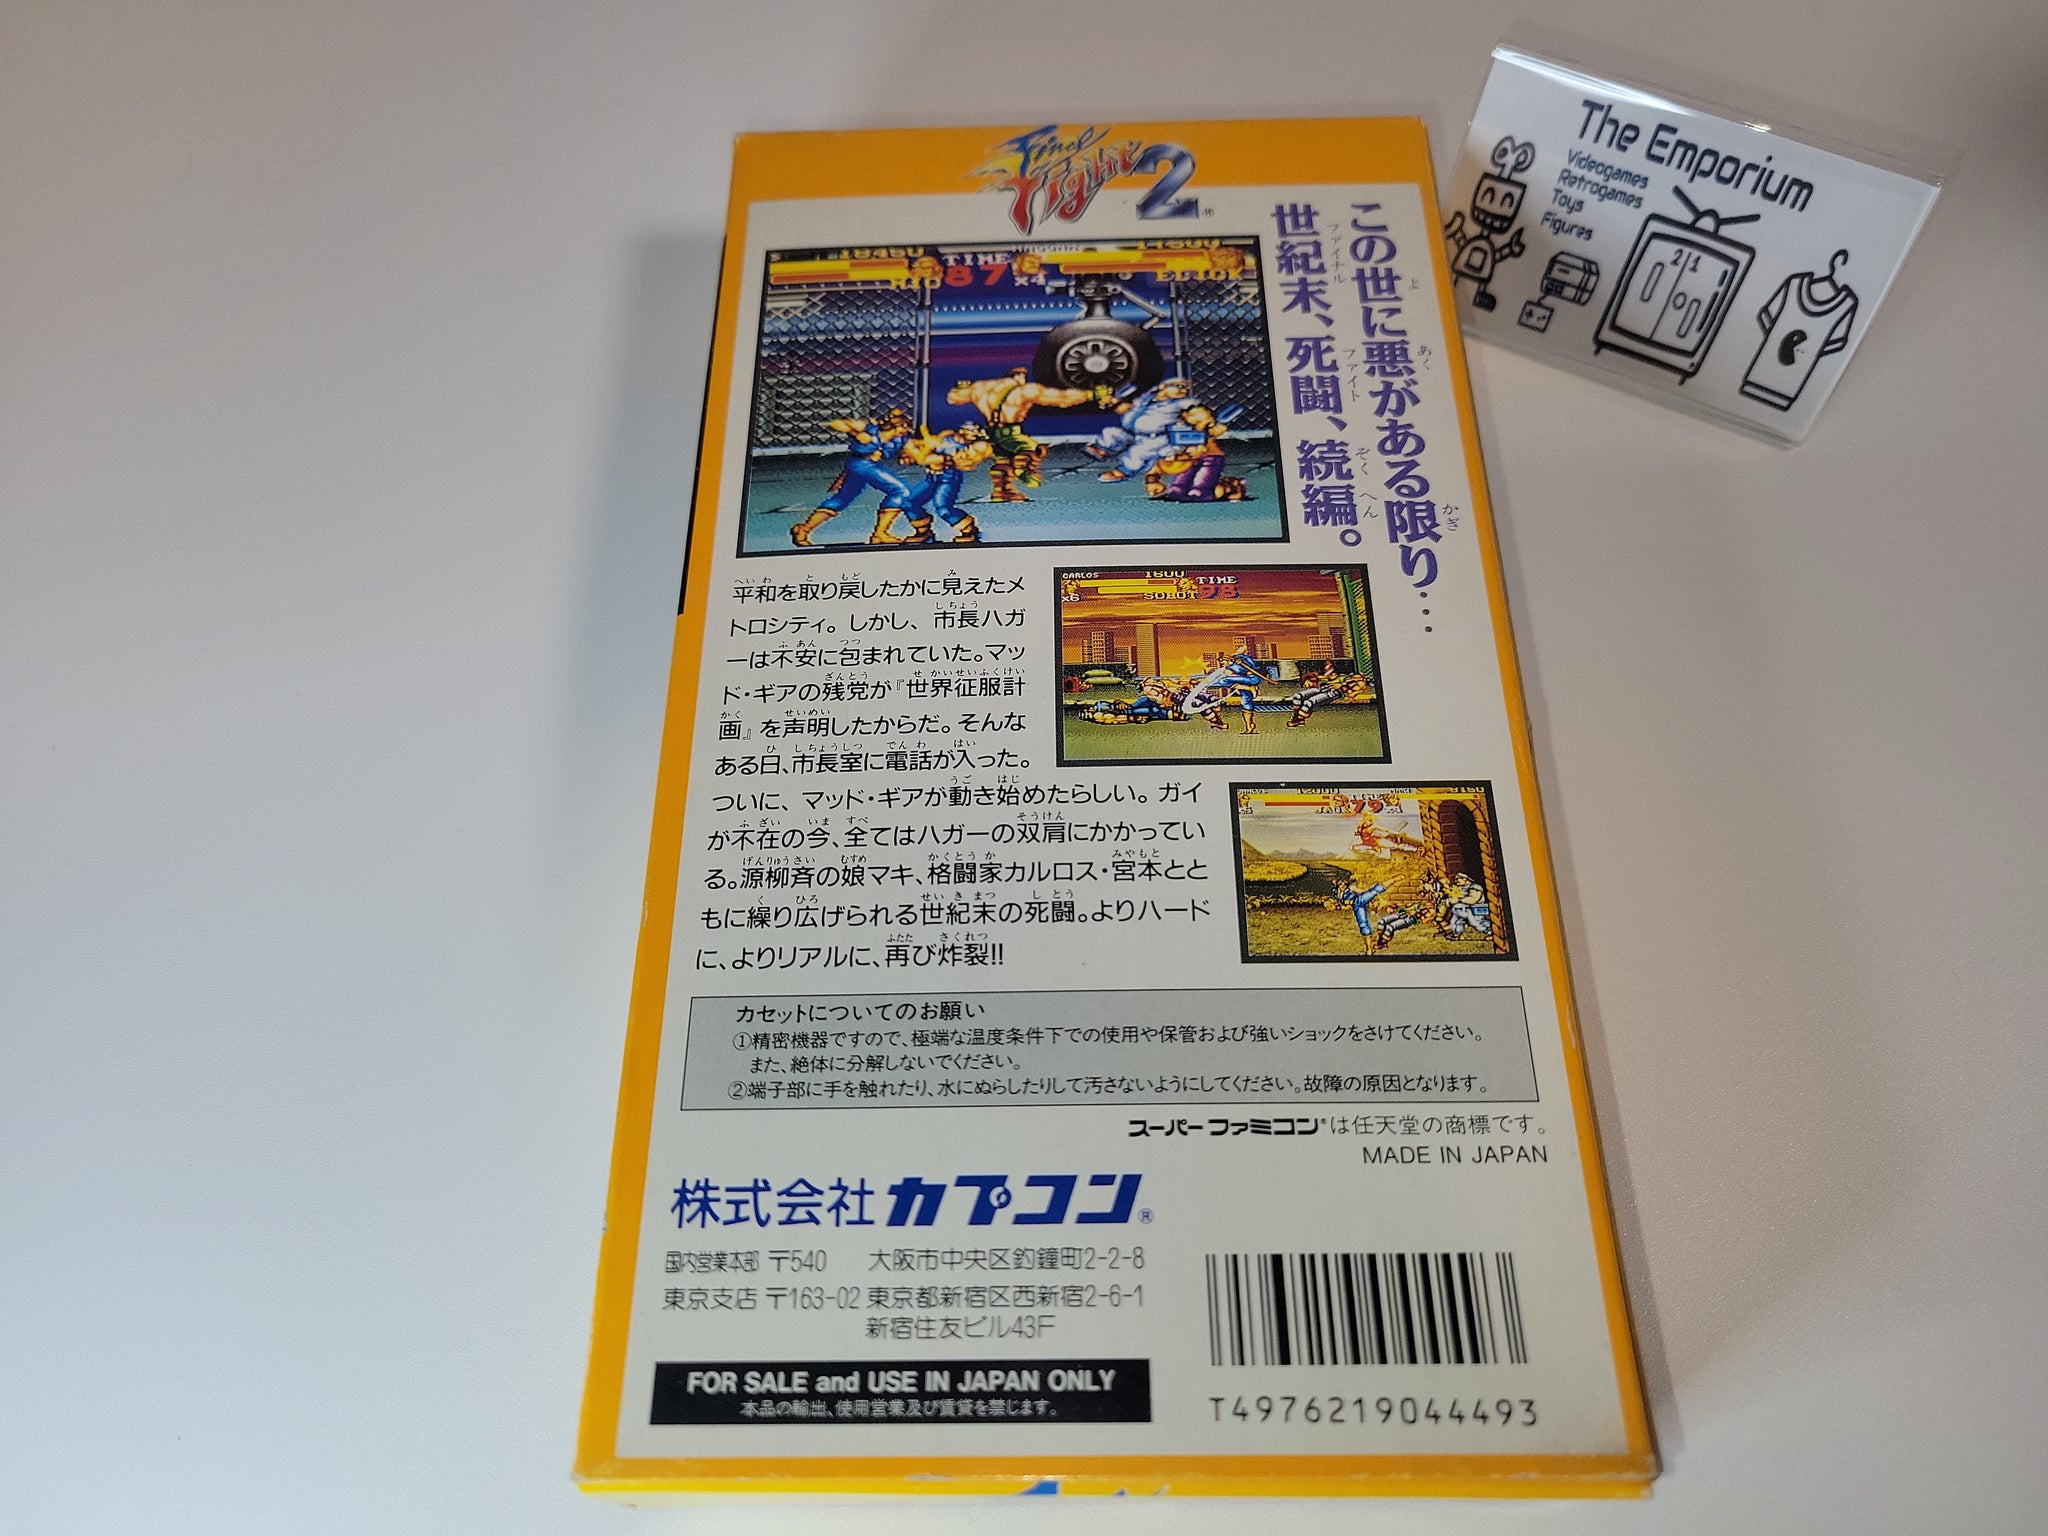 Final Fight 2
The Emporium
Videogames
Retrogames
Toys
Figures
この世に悪がある限り…
世紀末、死闘、続編。
TIME
87
x4
CARLOS
1600
TIME
x6
98
79
平和を取り戻したかに見えたメ
トロシティ。しかし、市長ハガ
ーは不安に包まれていた。マッ
ド・ギアの残党が『世界征服計
画』を声明したからだ。そんな
ある日、市長室に電話が入った。
ついに、マッド・ギアが動き始めたらしい。ガイ
が不在の今、全てはハガーの双肩にかかってい
る。源柳斉の娘マキ、格闘家カルロス・宮本とと
もに繰り広げられる世紀末の死闘。よりハード
に、よりリアルに、再び炸裂!!
カセットについてのお願い
①精密機器ですので、極端な温度条件下での使用や保管および強いショックをさけてください。
また、絶体に分解しないでください。
②端子部に手を触れたり、水にぬらしたりして汚さないようにしてください。故障の原因となります。
スーパーファミコン®は任天堂の商標です。
MADE IN JAPAN
株式会社カプコン®
国内営業本部 〒540 大阪市中央区釣鐘町2-2-8
東京支店 〒163-02 東京都新宿区西新宿2-6-1
新宿住友ビル43F
FOR SALE and USE IN JAPAN ONLY
本品の輸出、使用営業及び賃貸を禁じます。
T4976219044493